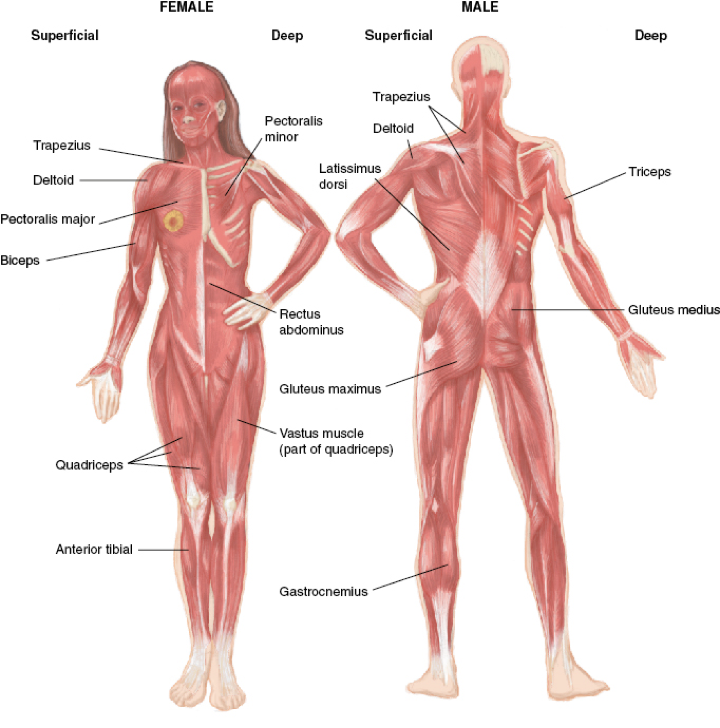 FEMALE
MALE
Superficial
Deep
Superficial
Deep
Pectoralis
minor
Trapezius
Deltoid
Pectoralis major
Biceps
Rectus
abdominus
Vastus muscle
(part of quadriceps)
Quadriceps
Anterior tibial
Trapezius
Deltoid
Latissimus
dorsi
Triceps
Gluteus medius
Gluteus maximus
Gastrocnemius